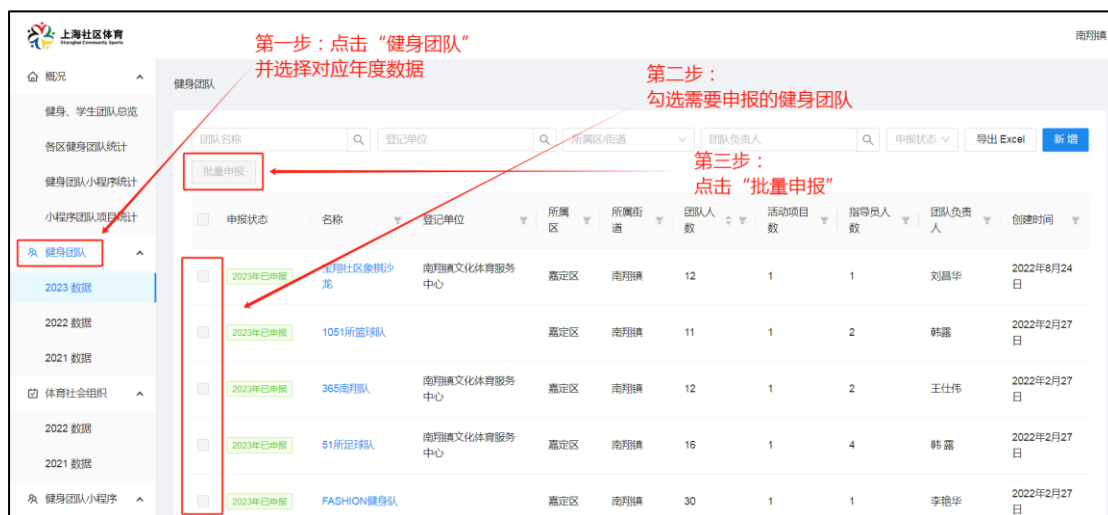 上海社区体育
Shanghai Community Sports
南翔镇
第一步：点击“健身团队”
并选择对应年度数据
第二步：
勾选需要申报的健身团队
第三步：
点击“批量申报”
概况
健身、学生团队总览
各区健身团队统计
健身团队小程序统计
小程序团队项目统计
健身团队
2023 数据
2022 数据
2021 数据
体育社会组织
2022 数据
2021 数据
健身团队小程序
健身团队
团队名称 登记单位 所属区/街道 团队负责人 申报状态 导出 Excel 新 增
批量申报
申报状态 名称 登记单位 所属区 所属街道 团队人数 活动项目数 指导员人数 团队负责人 创建时间
2023年已申报 宝翔社区象棋沙龙 南翔镇文化体育服务中心 嘉定区 南翔镇 12 1 1 刘昌华 2022年8月24日
2023年已申报 1051所篮球队 嘉定区 南翔镇 11 1 2 韩露 2022年2月27日
2023年已申报 365南翔队 南翔镇文化体育服务中心 嘉定区 南翔镇 12 1 2 王仕伟 2022年2月27日
2023年已申报 51所足球队 南翔镇文化体育服务中心 嘉定区 南翔镇 16 1 4 韩 露 2022年2月27日
2023年已申报 FASHION健身队 嘉定区 南翔镇 30 1 1 李艳华 2022年2月27日